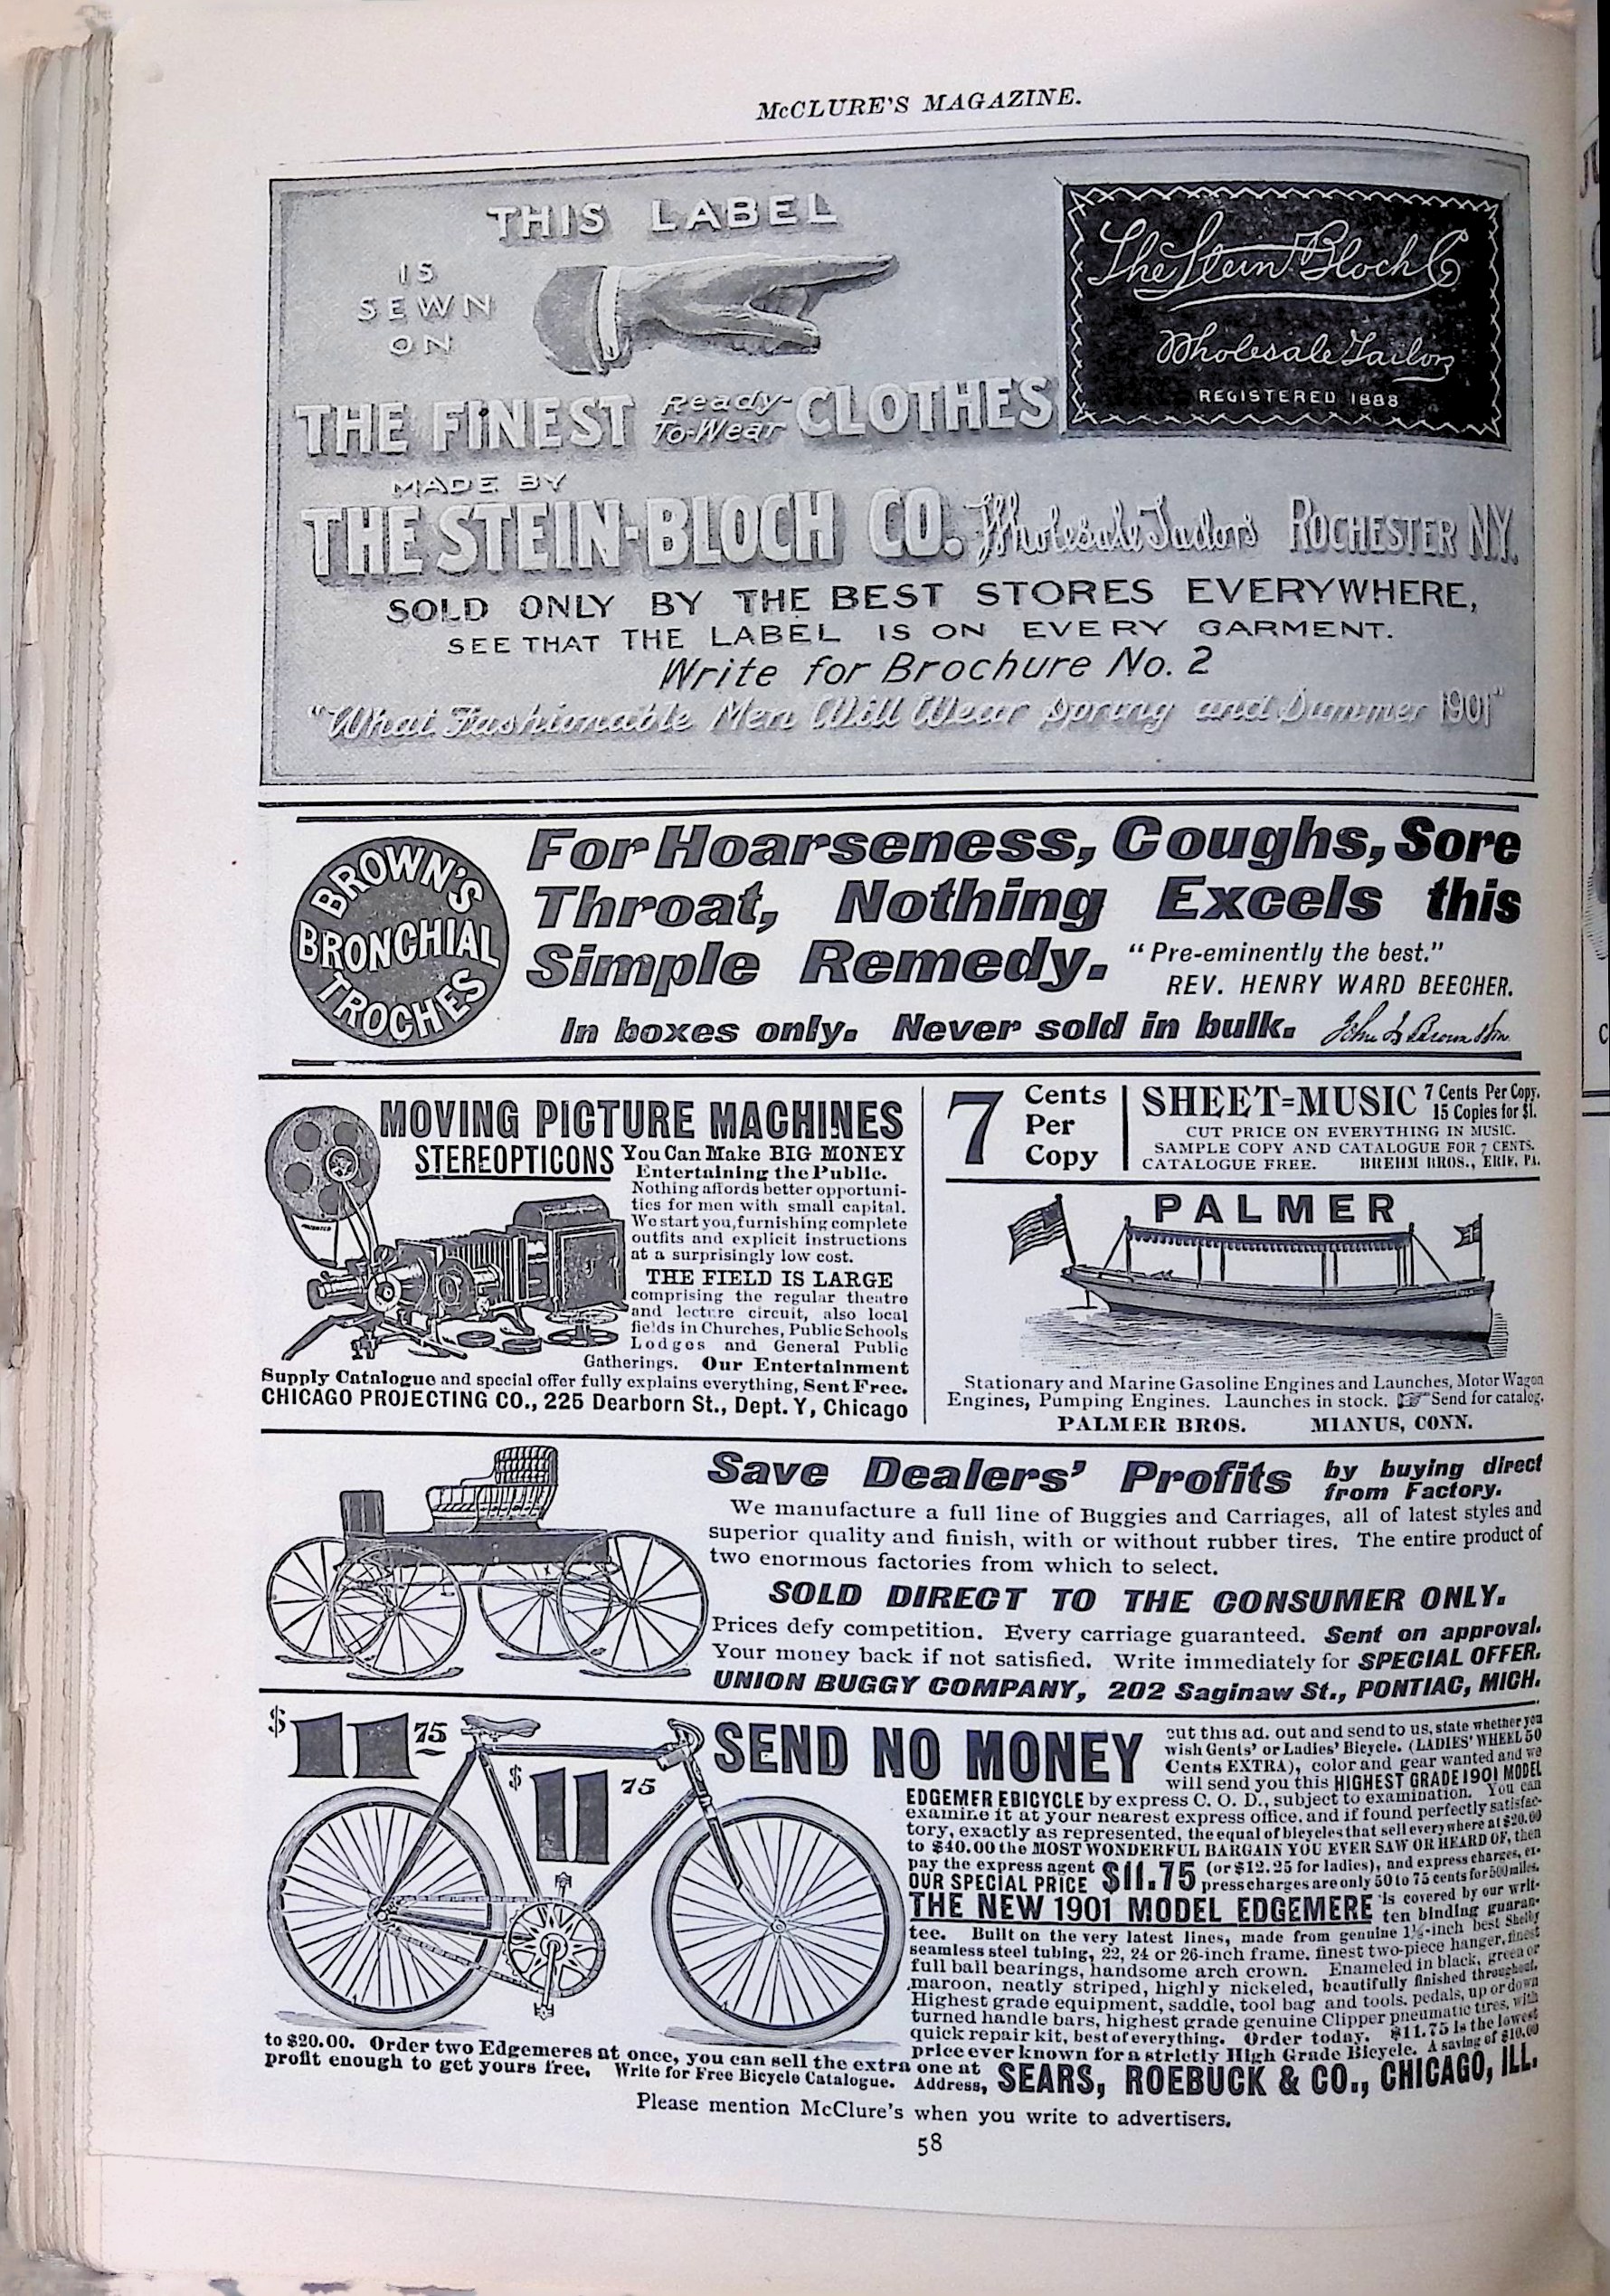 McCLURE'S MAGAZINE.
THIS LABEL
IS
SEWN
ON
The Stein Bloch Co
Wholesale Tailors
REGISTERED 1888
THE FINEST Ready-To-Wear CLOTHES
MADE BY
THE STEIN-BLOCH CO. Wholesale Tailors ROCHESTER N.Y.
SOLD ONLY BY THE BEST STORES EVERYWHERE,
SEE THAT THE LABEL IS ON EVERY GARMENT.
Write for Brochure No. 2
"What Fashionable Men Will Wear Spring and Summer 1901"
BROWN'S
BRONCHIAL
TROCHES
For Hoarseness, Coughs, Sore
Throat, Nothing Excels this
Simple Remedy. "Pre-eminently the best."
REV. HENRY WARD BEECHER.
In boxes only. Never sold in bulk. John I. Brown & Son.
MOVING PICTURE MACHINES
STEREOPTICONS You Can Make BIG MONEY
Entertaining the Public.
Nothing affords better opportuni-
ties for men with small capital.
We start you, furnishing complete
outfits and explicit instructions
at a surprisingly low cost.
THE FIELD IS LARGE
comprising the regular theatre
and lecture circuit, also local
fields in Churches, Public Schools
Lodges and General Public
Gatherings. Our Entertainment
Supply Catalogue and special offer fully explains everything, Sent Free.
CHICAGO PROJECTING CO., 225 Dearborn St., Dept. Y, Chicago
7 Cents
Per
Copy
SHEET=MUSIC 7 Cents Per Copy.
15 Copies for $1.
CUT PRICE ON EVERYTHING IN MUSIC.
SAMPLE COPY AND CATALOGUE FOR 7 CENTS.
CATALOGUE FREE. BREHM BROS., ERIE, PA.
PALMER
Stationary and Marine Gasoline Engines and Launches, Motor Wagon
Engines, Pumping Engines. Launches in stock. Send for catalog.
PALMER BROS. MIANUS, CONN.
Save Dealers' Profits by buying direct
from Factory.
We manufacture a full line of Buggies and Carriages, all of latest styles and
superior quality and finish, with or without rubber tires. The entire product of
two enormous factories from which to select.
SOLD DIRECT TO THE CONSUMER ONLY.
Prices defy competition. Every carriage guaranteed. Sent on approval.
Your money back if not satisfied. Write immediately for SPECIAL OFFER.
UNION BUGGY COMPANY, 202 Saginaw St., PONTIAC, MICH.
$11 75
$11 75
SEND NO MONEY cut this ad. out and send to us, state whether you
wish Gents' or Ladies' Bicycle. (LADIES' WHEEL 50
Cents EXTRA), color and gear wanted and we
will send you this HIGHEST GRADE 1901 MODEL
EDGEMER EBICYCLE by express C. O. D., subject to examination. You can
examine it at your nearest express office, and if found perfectly satisfac-
tory, exactly as represented, the equal of bicycles that sell everywhere at $20.00
to $40.00 the MOST WONDERFUL BARGAIN YOU EVER SAW OR HEARD OF, then
pay the express agent
OUR SPECIAL PRICE $11.75 (or $12.25 for ladies), and express charges, ex-
press charges are only 50 to 75 cents for 500 miles.
THE NEW 1901 MODEL EDGEMERE is covered by our writ-
ten binding guaran-
tee. Built on the very latest lines, made from genuine 1⅛-inch best Shelby
seamless steel tubing, 22, 24 or 26-inch frame, finest two-piece hanger, finest
full ball bearings, handsome arch crown. Enameled in black, green or
maroon, neatly striped, highly nickeled, beautifully finished throughout.
Highest grade equipment, saddle, tool bag and tools, pedals, up or down
turned handle bars, highest grade genuine Clipper pneumatic tires, with
quick repair kit, best of everything. Order today. $11.75 is the lowest
price ever known for a strictly High Grade Bicycle. A saving of $10.00
to $20.00. Order two Edgemeres at once, you can sell the extra one at
profit enough to get yours free. Write for Free Bicycle Catalogue. Address, SEARS, ROEBUCK & CO., CHICAGO, ILL.
Please mention McClure's when you write to advertisers.
58